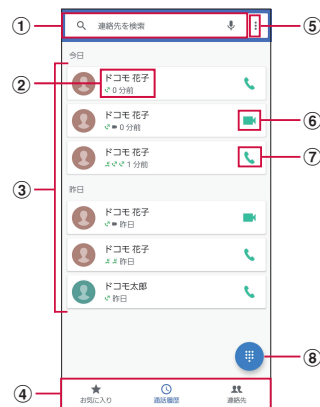 ①
連絡先を検索
⑤
今日
②
ドコモ 花子
0 分前
ドコモ 花子
0 分前
⑥
ドコモ 花子
1 分前
⑦
③
昨日
ドコモ 花子
昨日
ドコモ 花子
昨日
ドコモ太郎
昨日
⑧
④
お気に入り
通話履歴
連絡先